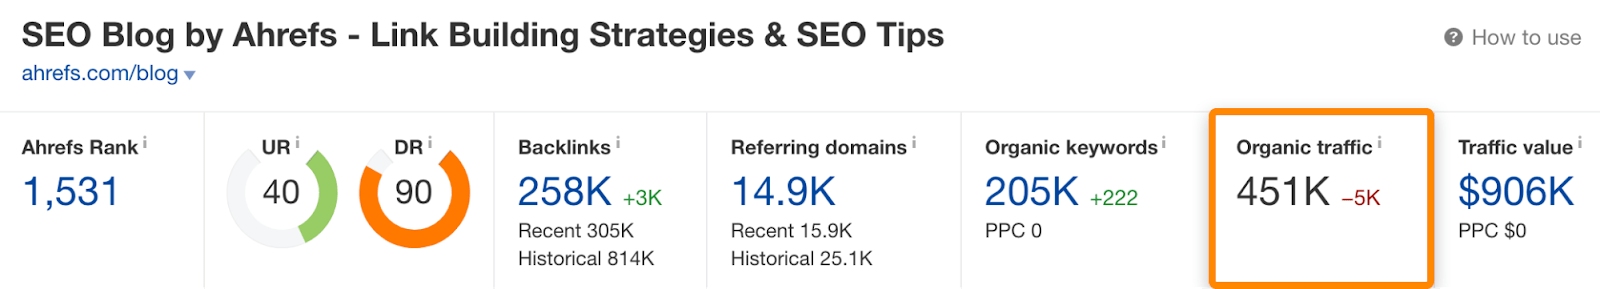 SEO Blog by Ahrefs - Link Building Strategies & SEO Tips
How to use
ahrefs.com/blog
Ahrefs Rank
1,531
UR
40
DR
90
Backlinks
258K +3K
Recent 305K
Historical 814K
Referring domains
14.9K
Recent 15.9K
Historical 25.1K
Organic keywords
205K +222
PPC 0
Organic traffic
451K −5K
Traffic value
$906K
PPC $0